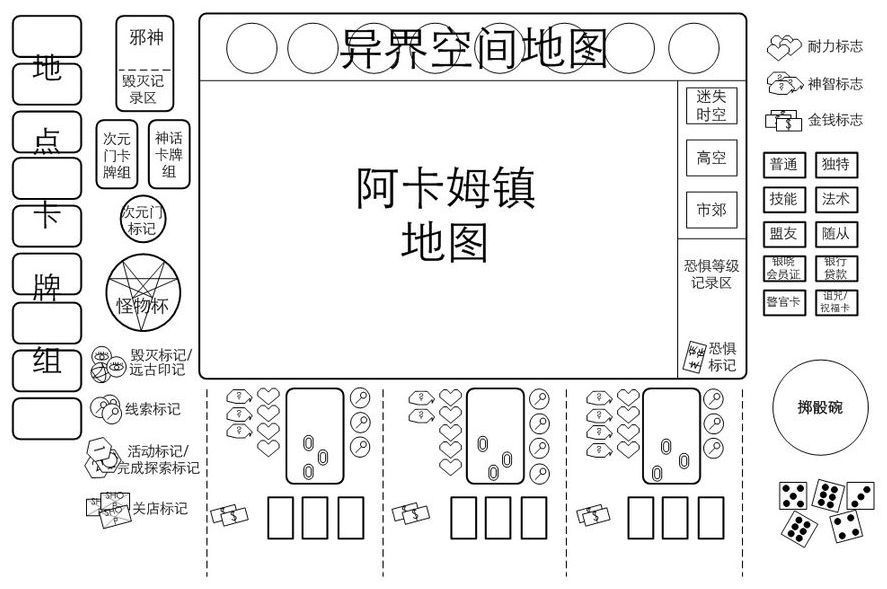 地
点
卡
牌
组
邪神
毁灭记
录区
次元
门卡
牌组
神话
卡牌
组
次元门
标记
怪物杯
毁灭标记/
远古印记
线索标记
活动标记/
完成探索标记
关店标记
异界空间地图
阿卡姆镇
地图
迷失
时空
高空
市郊
恐惧等级
记录区
恐惧
标记
耐力标志
神智标志
金钱标志
普通
独特
技能
法术
盟友
随从
银晓
会员证
银行
贷款
警官卡
诅咒/
祝福卡
掷骰碗